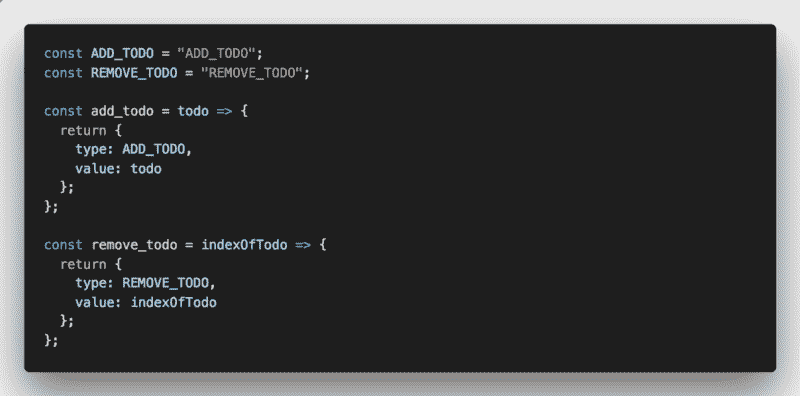 const ADD_TODO = "ADD_TODO";
const REMOVE_TODO = "REMOVE_TODO";

const add_todo = todo => {
  return {
    type: ADD_TODO,
    value: todo
  };
};

const remove_todo = indexOfTodo => {
  return {
    type: REMOVE_TODO,
    value: indexOfTodo
  };
};